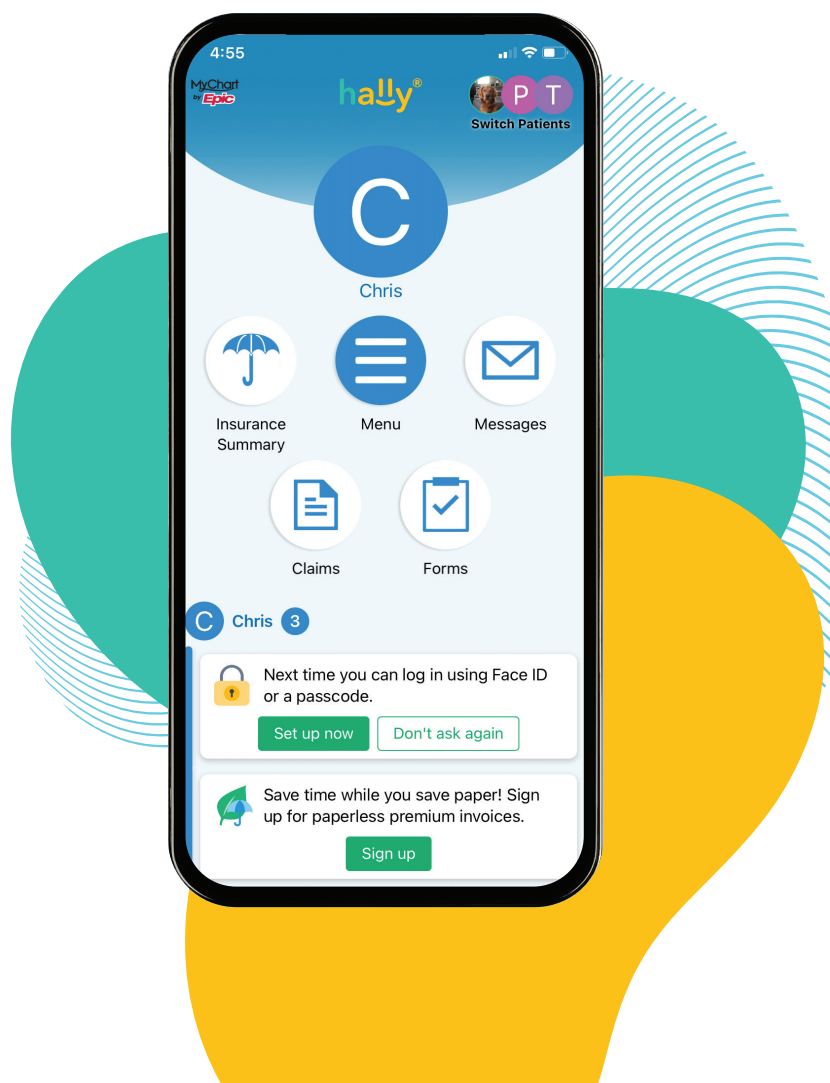 4:55
MyChart
by Epic
hally®
P T
Switch Patients
C
Chris
Insurance
Summary
Menu
Messages
Claims
Forms
C Chris 3
Next time you can log in using Face ID
or a passcode.
Set up now Don't ask again
Save time while you save paper! Sign
up for paperless premium invoices.
Sign up